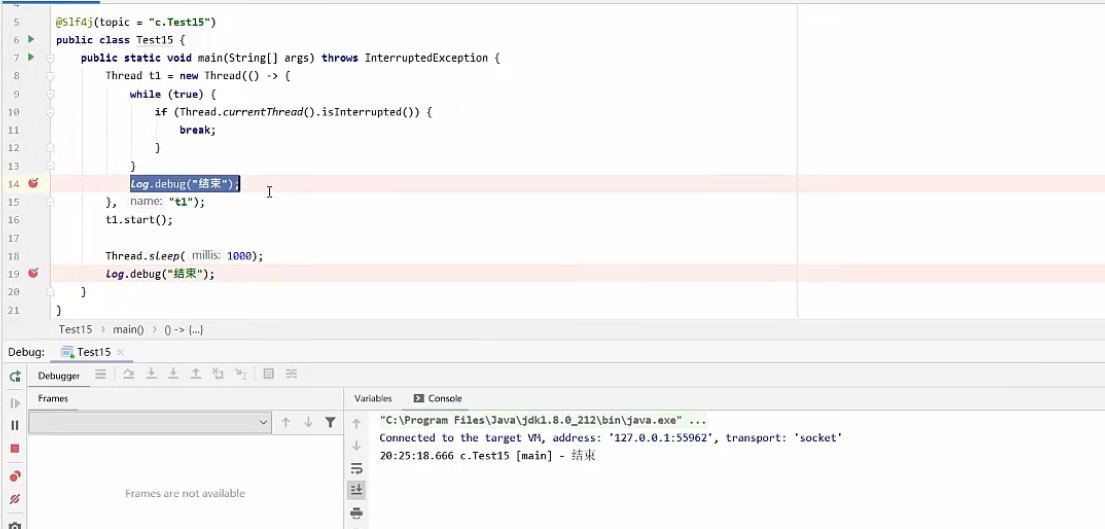 5 @Slf4j(topic = "c.Test15")
6 public class Test15 {
7 public static void main(String[] args) throws InterruptedException {
8 Thread t1 = new Thread(() -> {
9 while (true) {
10 if (Thread.currentThread().isInterrupted()) {
11 break;
12 }
13 }
14 log.debug("结束");
15 }, name: "t1");
16 t1.start();
17
18 Thread.sleep( millis: 1000);
19 log.debug("结束");
20 }
21 }
Test15 › main() › () -> {...}
Debug: Test15 ×
Debugger
Frames Variables Console
"C:\Program Files\Java\jdk1.8.0_212\bin\java.exe" ...
Connected to the target VM, address: '127.0.0.1:55962', transport: 'socket'
20:25:18.666 c.Test15 [main] - 结束
Frames are not available